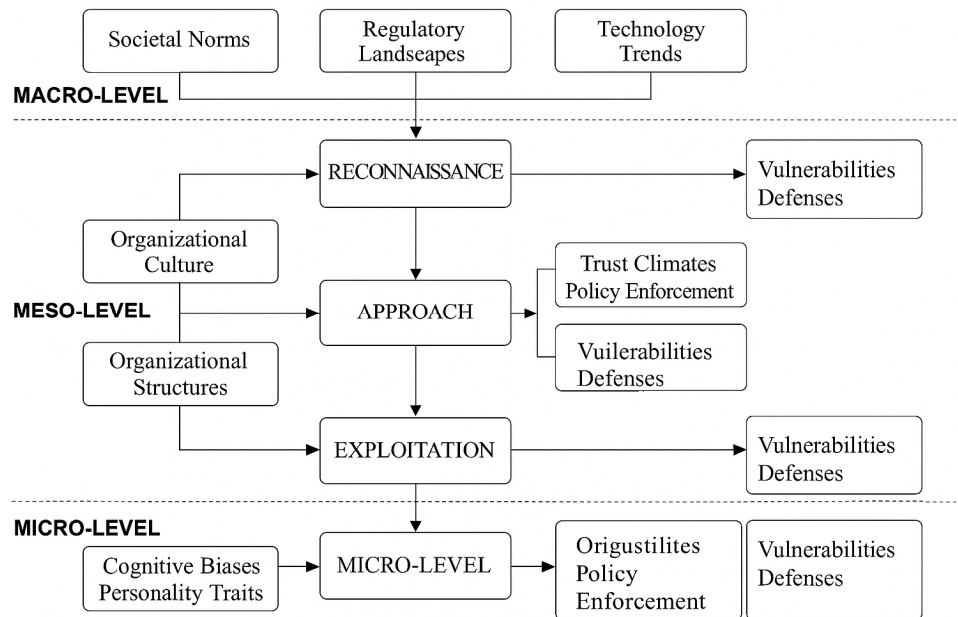 Societal Norms
Regulatory
Landseapes
Technology
Trends
MACRO-LEVEL
RECONNAISSANCE
Vulnerabilities
Defenses
Organizational
Culture
MESO-LEVEL
APPROACH
Trust Climates
Policy Enforcement
Organizational
Structures
Vuilerabilities
Defenses
EXPLOITATION
Vulnerabilities
Defenses
MICRO-LEVEL
Cognitive Biases
Personality Traits
MICRO-LEVEL
Origustilites
Policy
Enforcement
Vulnerabilities
Defenses